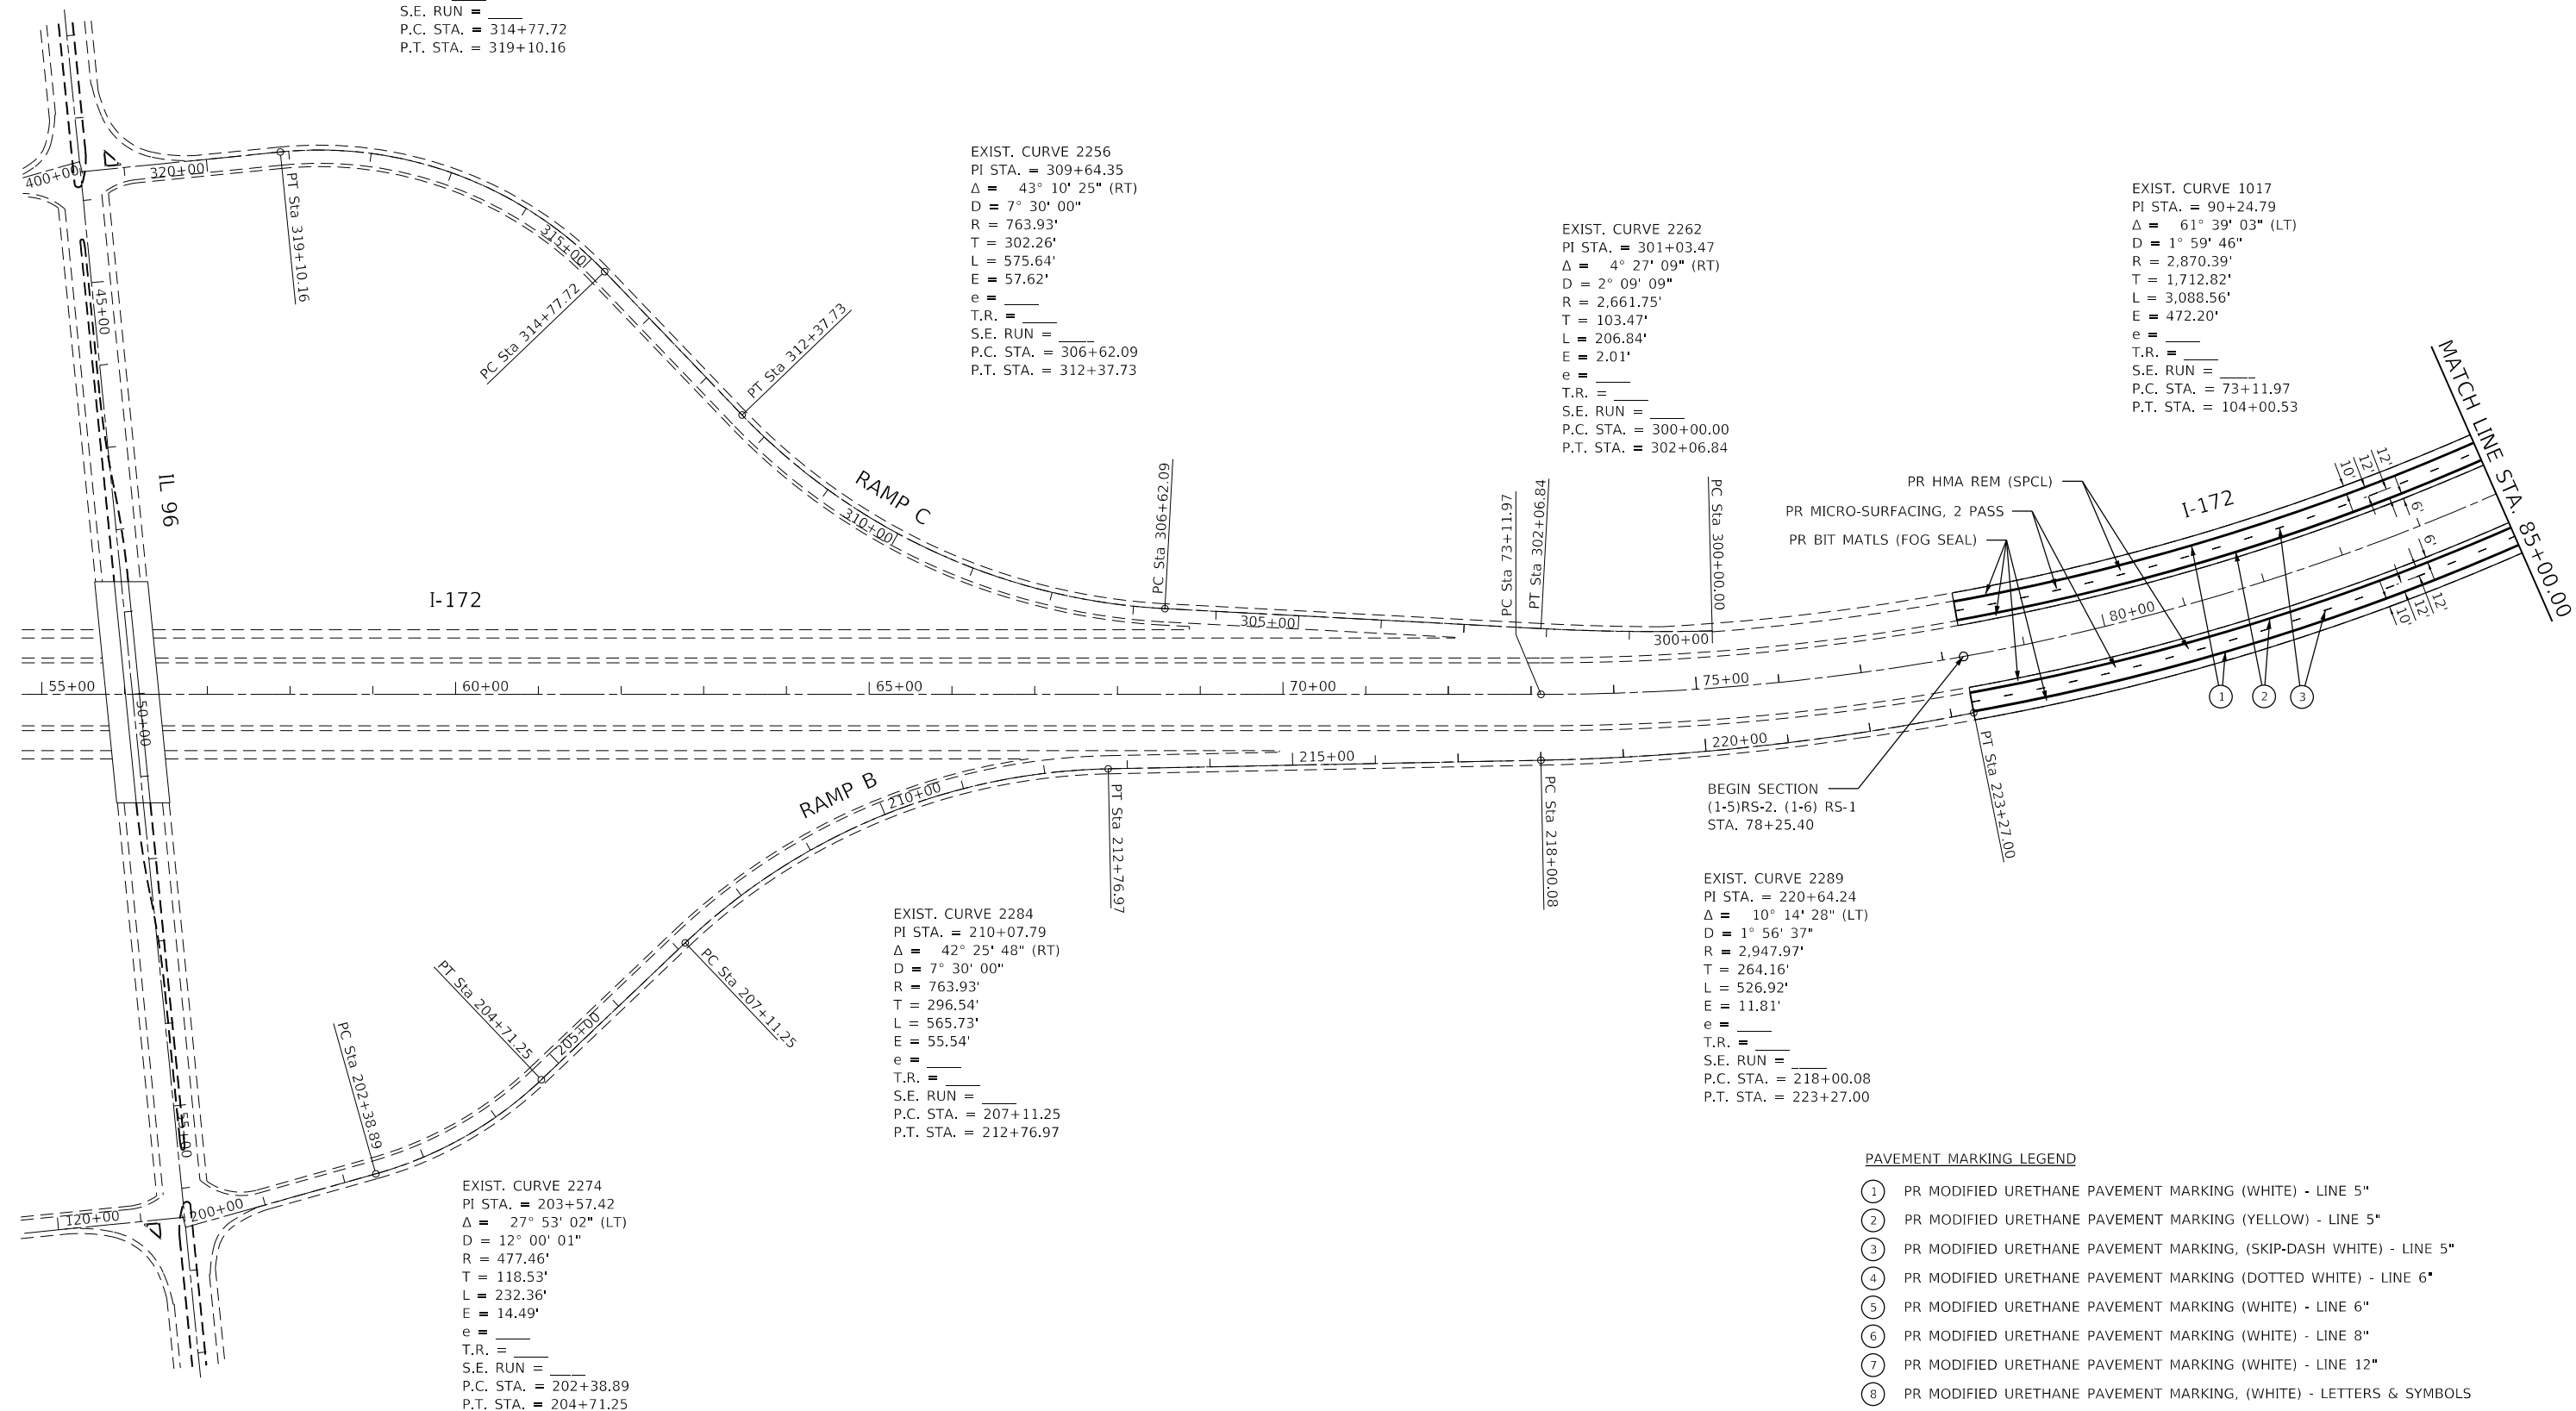 S.E. RUN = ____
P.C. STA. = 314+77.72
P.T. STA. = 319+10.16
EXIST. CURVE 2256
PI STA. = 309+64.35
Δ = 43° 10' 25" (RT)
D = 7° 30' 00"
R = 763.93'
T = 302.26'
L = 575.64'
E = 57.62'
e = ____
T.R. = ____
S.E. RUN = ____
P.C. STA. = 306+62.09
P.T. STA. = 312+37.73
EXIST. CURVE 2262
PI STA. = 301+03.47
Δ = 4° 27' 09" (RT)
D = 2° 09' 09"
R = 2,661.75'
T = 103.47'
L = 206.84'
E = 2.01'
e = ____
T.R. = ____
S.E. RUN = ____
P.C. STA. = 300+00.00
P.T. STA. = 302+06.84
EXIST. CURVE 1017
PI STA. = 90+24.79
Δ = 61° 39' 03" (LT)
D = 1° 59' 46"
R = 2,870.39'
T = 1,712.82'
L = 3,088.56'
E = 472.20'
e = ____
T.R. = ____
S.E. RUN = ____
P.C. STA. = 73+11.97
P.T. STA. = 104+00.53
400+00
320+00
PT Sta 319+10.16
315+00
PC Sta 314+77.72
PT Sta 312+37.73
45+00
IL 96
RAMP C
310+00
PC Sta 306+62.09
305+00
PC Sta 73+11.97
PT Sta 302+06.84
PC Sta 300+00.00
300+00
PR HMA REM (SPCL)
PR MICRO-SURFACING, 2 PASS
PR BIT MATLS (FOG SEAL)
I-172
10'
12'
12'
6'
6'
10'
12'
12'
MATCH LINE STA. 85+00.00
I-172
55+00
60+00
65+00
70+00
75+00
80+00
50+00
1
2
3
RAMP B
210+00
215+00
220+00
PT Sta 212+76.97
PC Sta 218+00.08
PT Sta 223+27.00
BEGIN SECTION
(1-5)RS-2. (1-6) RS-1
STA. 78+25.40
PC Sta 207+11.25
PT Sta 204+71.25
205+00
PC Sta 202+38.89
55+00
120+00
200+00
EXIST. CURVE 2284
PI STA. = 210+07.79
Δ = 42° 25' 48" (RT)
D = 7° 30' 00"
R = 763.93'
T = 296.54'
L = 565.73'
E = 55.54'
e = ____
T.R. = ____
S.E. RUN = ____
P.C. STA. = 207+11.25
P.T. STA. = 212+76.97
EXIST. CURVE 2289
PI STA. = 220+64.24
Δ = 10° 14' 28" (LT)
D = 1° 56' 37"
R = 2,947.97'
T = 264.16'
L = 526.92'
E = 11.81'
e = ____
T.R. = ____
S.E. RUN = ____
P.C. STA. = 218+00.08
P.T. STA. = 223+27.00
EXIST. CURVE 2274
PI STA. = 203+57.42
Δ = 27° 53' 02" (LT)
D = 12° 00' 01"
R = 477.46'
T = 118.53'
L = 232.36'
E = 14.49'
e = ____
T.R. = ____
S.E. RUN = ____
P.C. STA. = 202+38.89
P.T. STA. = 204+71.25
PAVEMENT MARKING LEGEND
1 PR MODIFIED URETHANE PAVEMENT MARKING (WHITE) - LINE 5"
2 PR MODIFIED URETHANE PAVEMENT MARKING (YELLOW) - LINE 5"
3 PR MODIFIED URETHANE PAVEMENT MARKING, (SKIP-DASH WHITE) - LINE 5"
4 PR MODIFIED URETHANE PAVEMENT MARKING (DOTTED WHITE) - LINE 6"
5 PR MODIFIED URETHANE PAVEMENT MARKING (WHITE) - LINE 6"
6 PR MODIFIED URETHANE PAVEMENT MARKING (WHITE) - LINE 8"
7 PR MODIFIED URETHANE PAVEMENT MARKING (WHITE) - LINE 12"
8 PR MODIFIED URETHANE PAVEMENT MARKING, (WHITE) - LETTERS & SYMBOLS